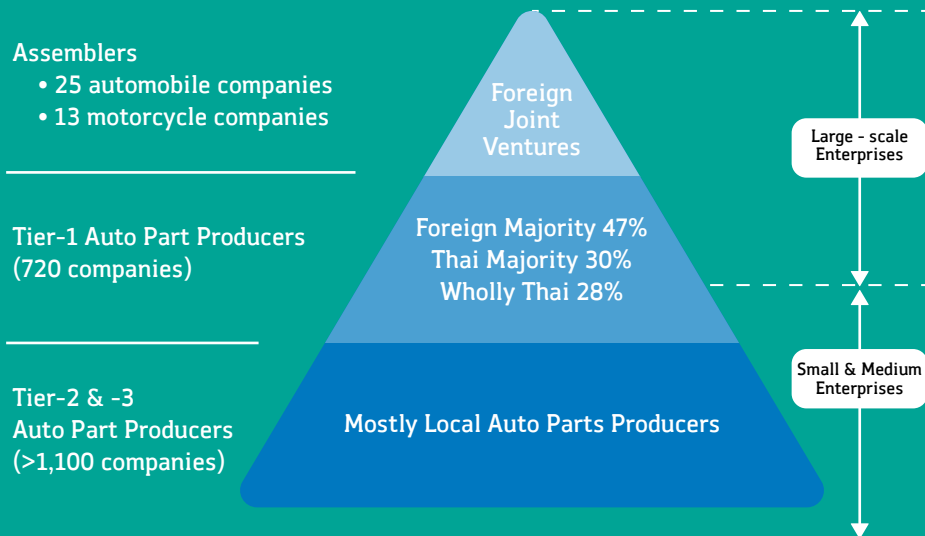 Assemblers
• 25 automobile companies
• 13 motorcycle companies
Foreign
Joint
Ventures
Large - scale
Enterprises
Tier-1 Auto Part Producers
(720 companies)
Foreign Majority 47%
Thai Majority 30%
Wholly Thai 28%
Small & Medium
Enterprises
Tier-2 & -3
Auto Part Producers
(>1,100 companies)
Mostly Local Auto Parts Producers